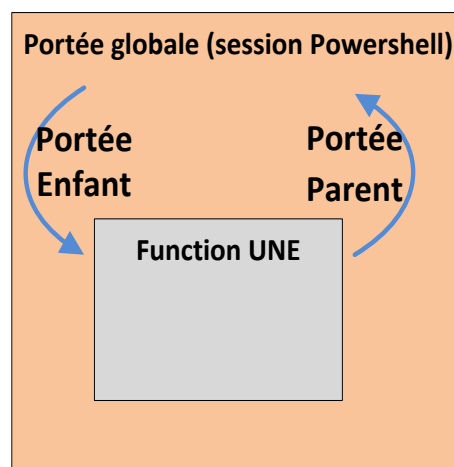 Portée globale (session Powershell)
Portée
Enfant
Portée
Parent
Function UNE